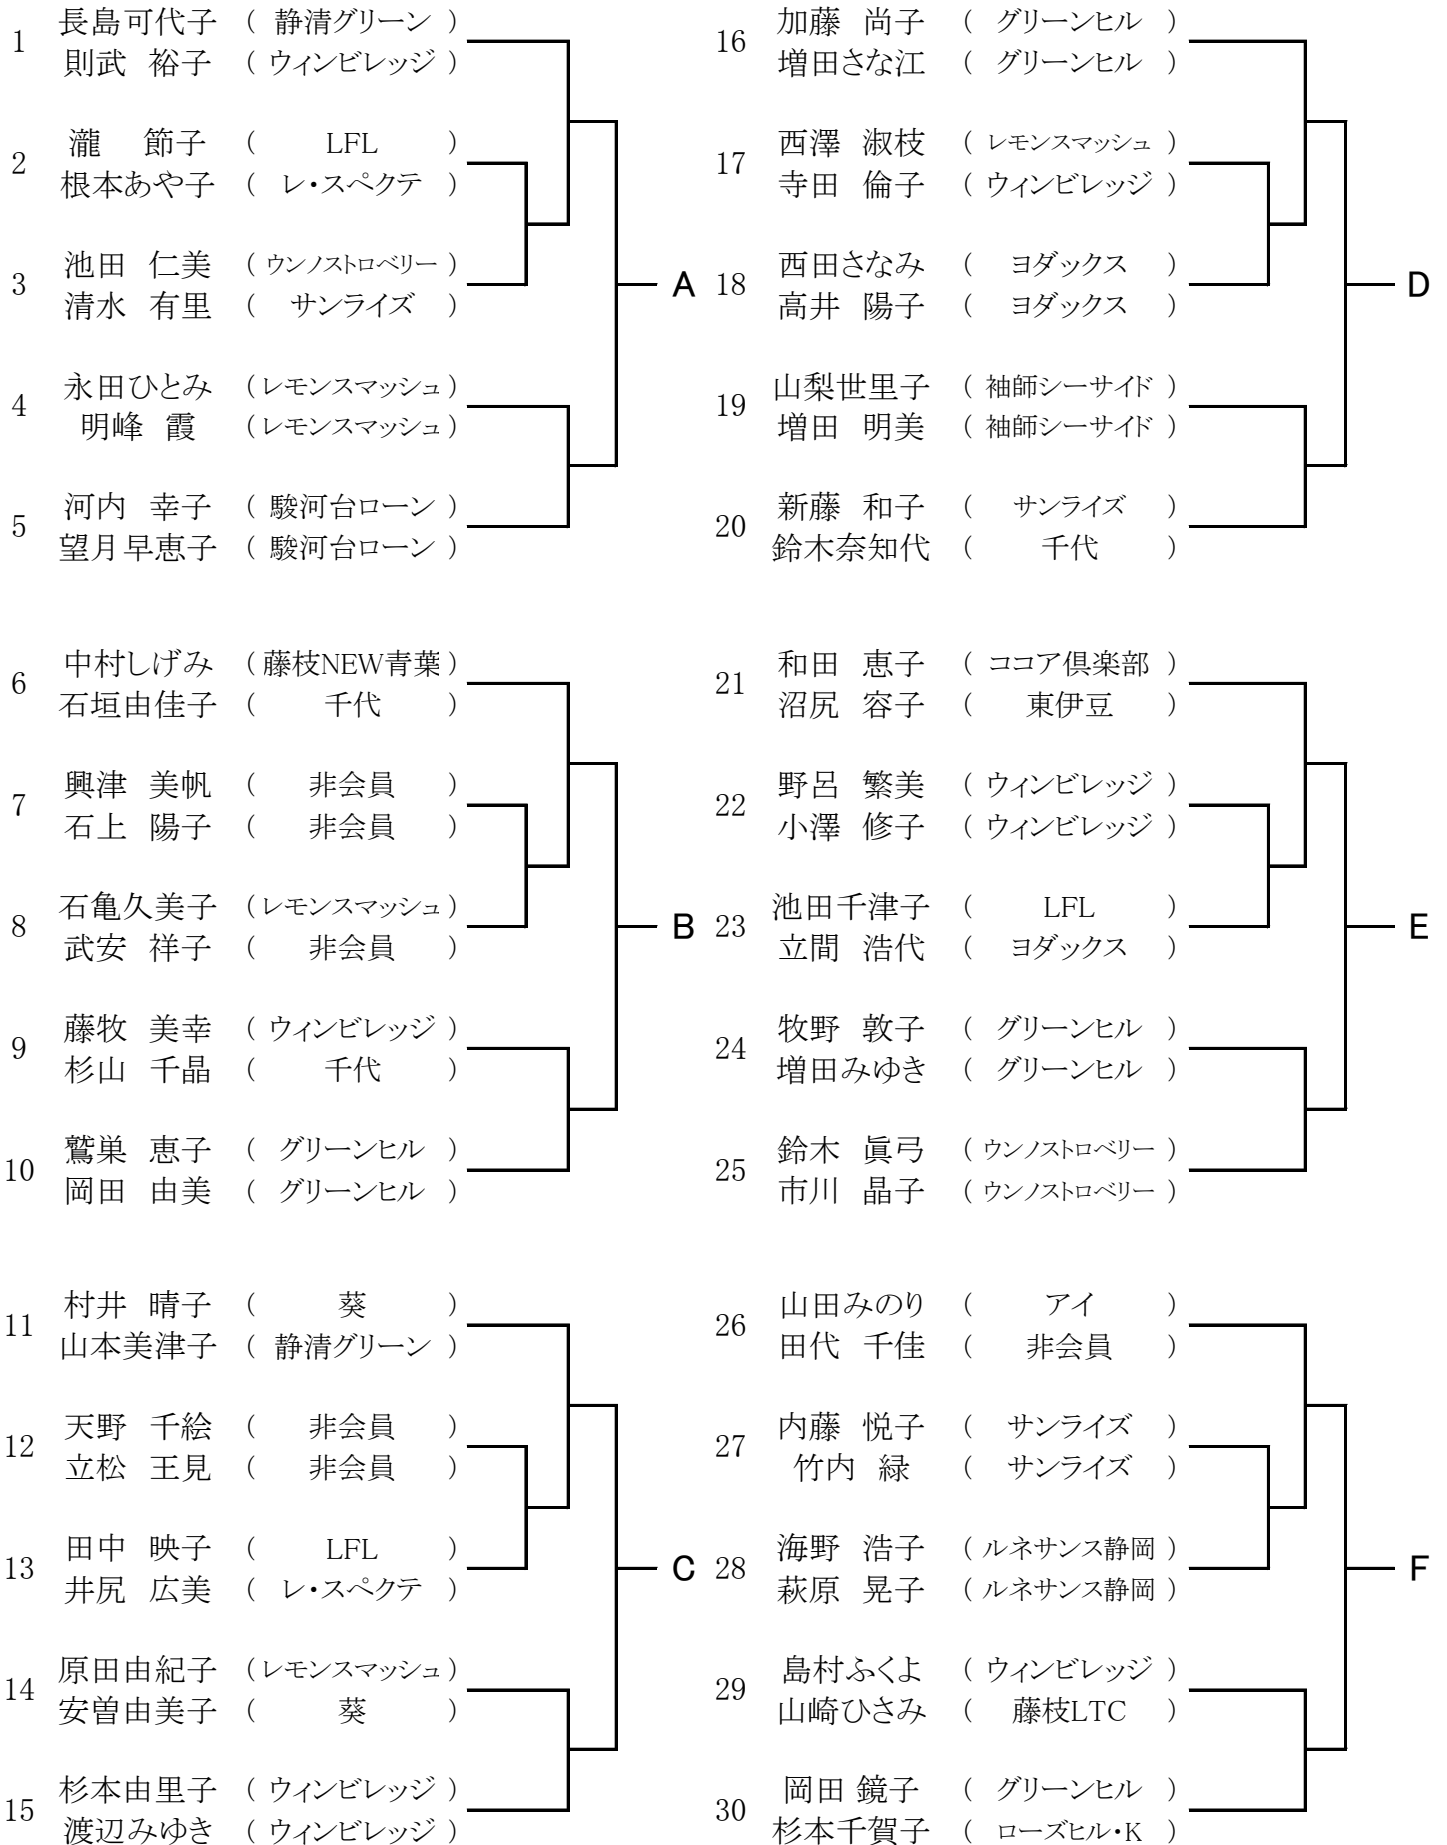 1 長島可代子 ( 静清グリーン )
則武 裕子 ( ウィンビレッジ )
2 瀧 節子 ( LFL )
根本あや子 ( レ・スペクテ )
3 池田 仁美 ( ウンノストロベリー )
清水 有里 ( サンライズ )
4 永田ひとみ ( レモンスマッシュ )
明峰 霞 ( レモンスマッシュ )
5 河内 幸子 ( 駿河台ローン )
望月早恵子 ( 駿河台ローン )
A
6 中村しげみ ( 藤枝NEW青葉 )
石垣由佳子 ( 千代 )
7 興津 美帆 ( 非会員 )
石上 陽子 ( 非会員 )
8 石亀久美子 ( レモンスマッシュ )
武安 祥子 ( 非会員 )
9 藤牧 美幸 ( ウィンビレッジ )
杉山 千晶 ( 千代 )
10 鷲巣 恵子 ( グリーンヒル )
岡田 由美 ( グリーンヒル )
B
11 村井 晴子 ( 葵 )
山本美津子 ( 静清グリーン )
12 天野 千絵 ( 非会員 )
立松 王見 ( 非会員 )
13 田中 映子 ( LFL )
井尻 広美 ( レ・スペクテ )
14 原田由紀子 ( レモンスマッシュ )
安曽由美子 ( 葵 )
15 杉本由里子 ( ウィンビレッジ )
渡辺みゆき ( ウィンビレッジ )
C
16 加藤 尚子 ( グリーンヒル )
増田さな江 ( グリーンヒル )
17 西澤 淑枝 ( レモンスマッシュ )
寺田 倫子 ( ウィンビレッジ )
18 西田さなみ ( ヨダックス )
高井 陽子 ( ヨダックス )
19 山梨世里子 ( 袖師シーサイド )
増田 明美 ( 袖師シーサイド )
20 新藤 和子 ( サンライズ )
鈴木奈知代 ( 千代 )
D
21 和田 恵子 ( ココア倶楽部 )
沼尻 容子 ( 東伊豆 )
22 野呂 繁美 ( ウィンビレッジ )
小澤 修子 ( ウィンビレッジ )
23 池田千津子 ( LFL )
立間 浩代 ( ヨダックス )
24 牧野 敦子 ( グリーンヒル )
増田みゆき ( グリーンヒル )
25 鈴木 眞弓 ( ウンノストロベリー )
市川 晶子 ( ウンノストロベリー )
E
26 山田みのり ( アイ )
田代 千佳 ( 非会員 )
27 内藤 悦子 ( サンライズ )
竹内 緑 ( サンライズ )
28 海野 浩子 ( ルネサンス静岡 )
萩原 晃子 ( ルネサンス静岡 )
29 島村ふくよ ( ウィンビレッジ )
山崎ひさみ ( 藤枝LTC )
30 岡田 鏡子 ( グリーンヒル )
杉本千賀子 ( ローズヒル・K )
F